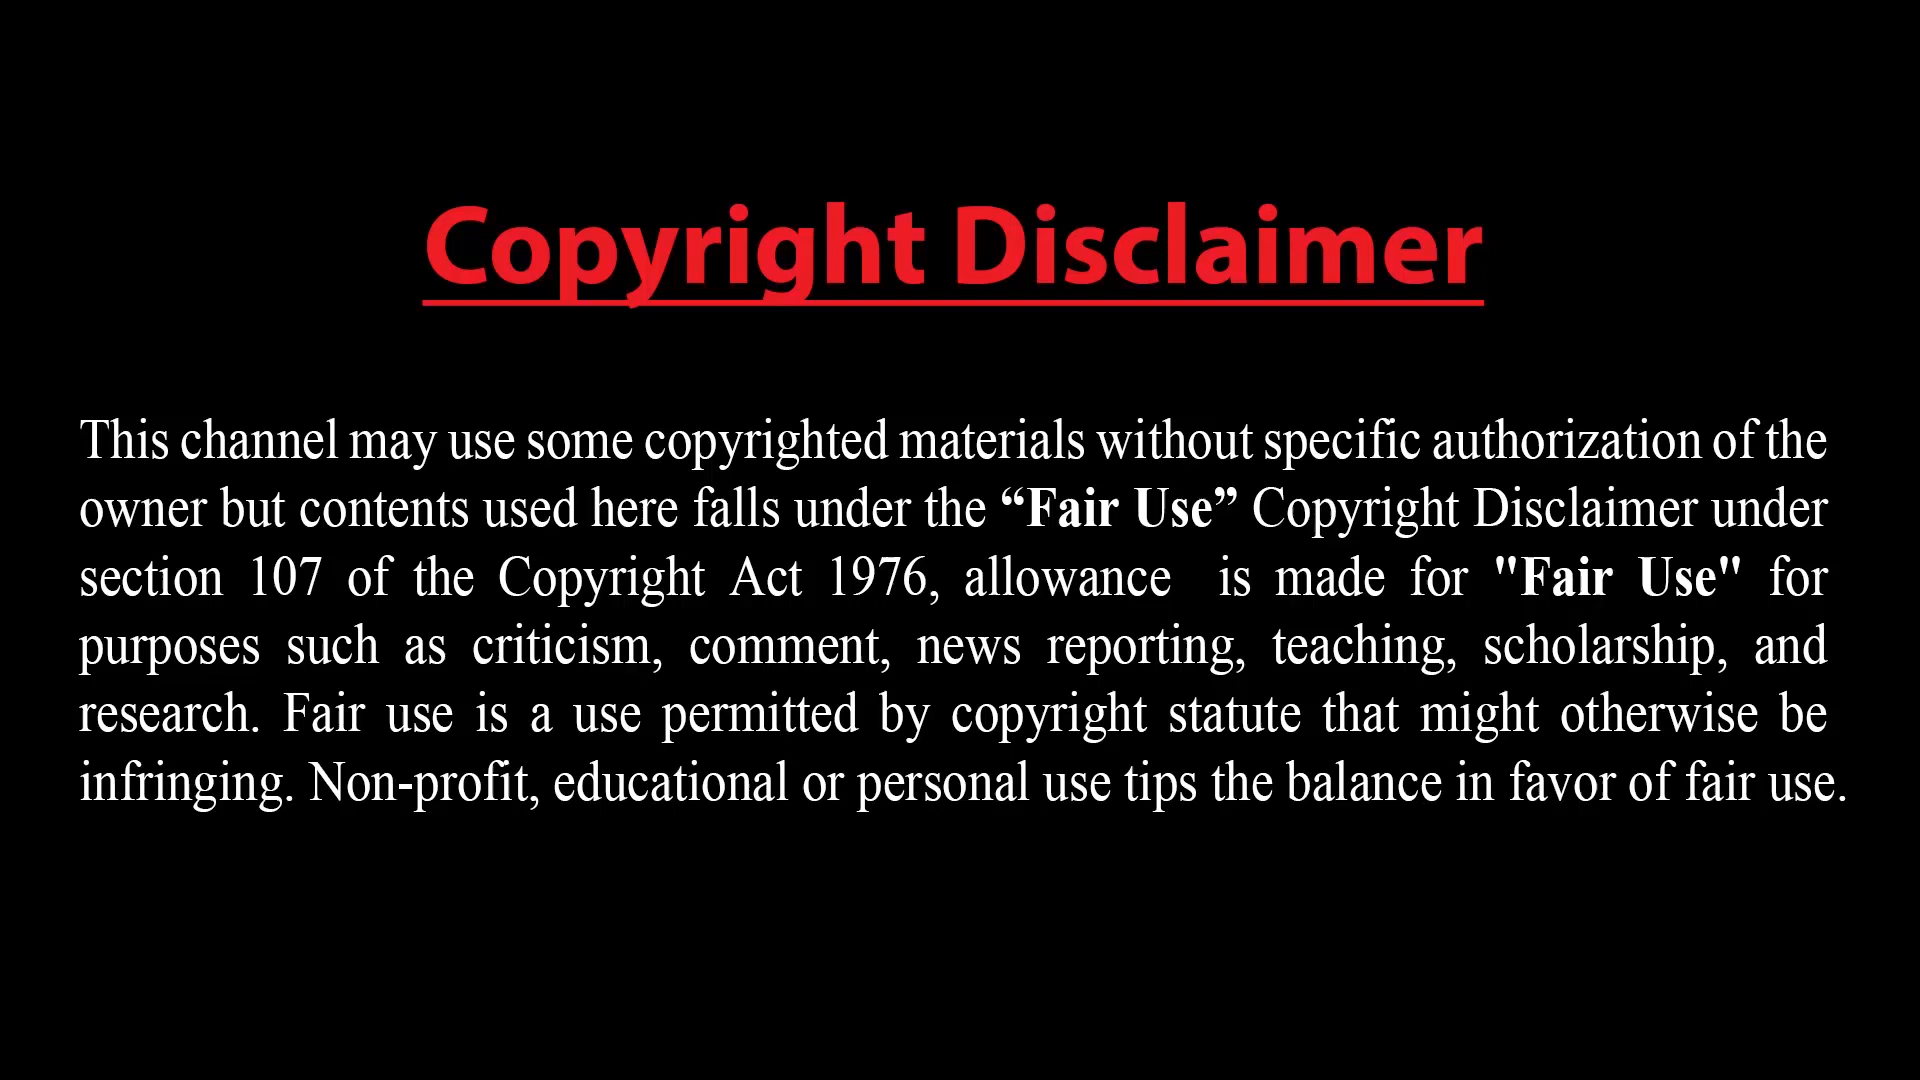 Copyright Disclaimer
This channel may use some copyrighted materials without specific authorization of the
owner but contents used here falls under the “Fair Use” Copyright Disclaimer under
section 107 of the Copyright Act 1976, allowance  is made for "Fair Use" for
purposes such as criticism, comment, news reporting, teaching, scholarship, and
research. Fair use is a use permitted by copyright statute that might otherwise be
infringing. Non-profit, educational or personal use tips the balance in favor of fair use.